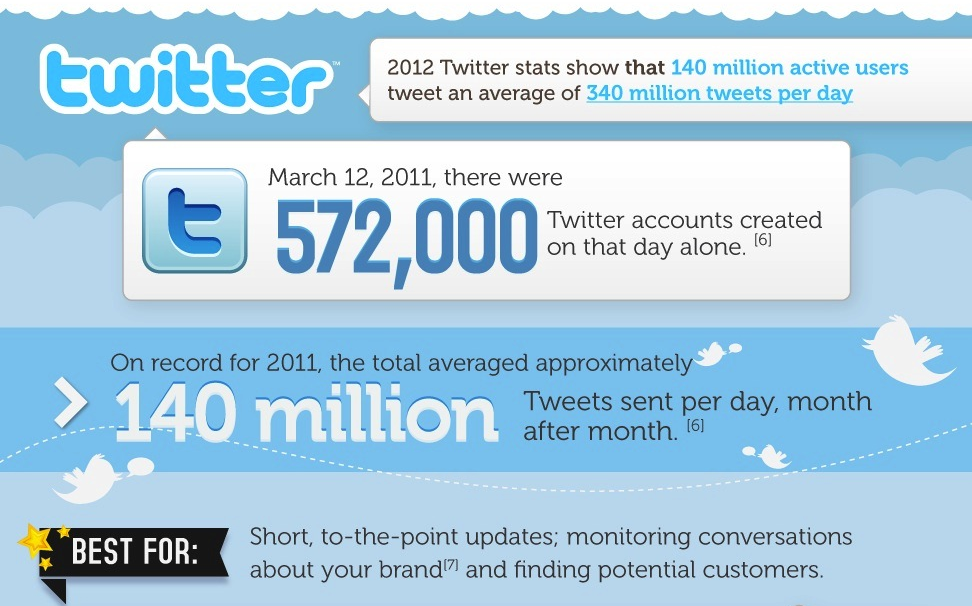 twitter™
2012 Twitter stats show that 140 million active users
tweet an average of 340 million tweets per day
t
March 12, 2011, there were
572,000
Twitter accounts created
on that day alone. [6]
On record for 2011, the total averaged approximately
140 million
Tweets sent per day, month
after month. [6]
BEST FOR:
Short, to-the-point updates; monitoring conversations
about your brand[7] and finding potential customers.